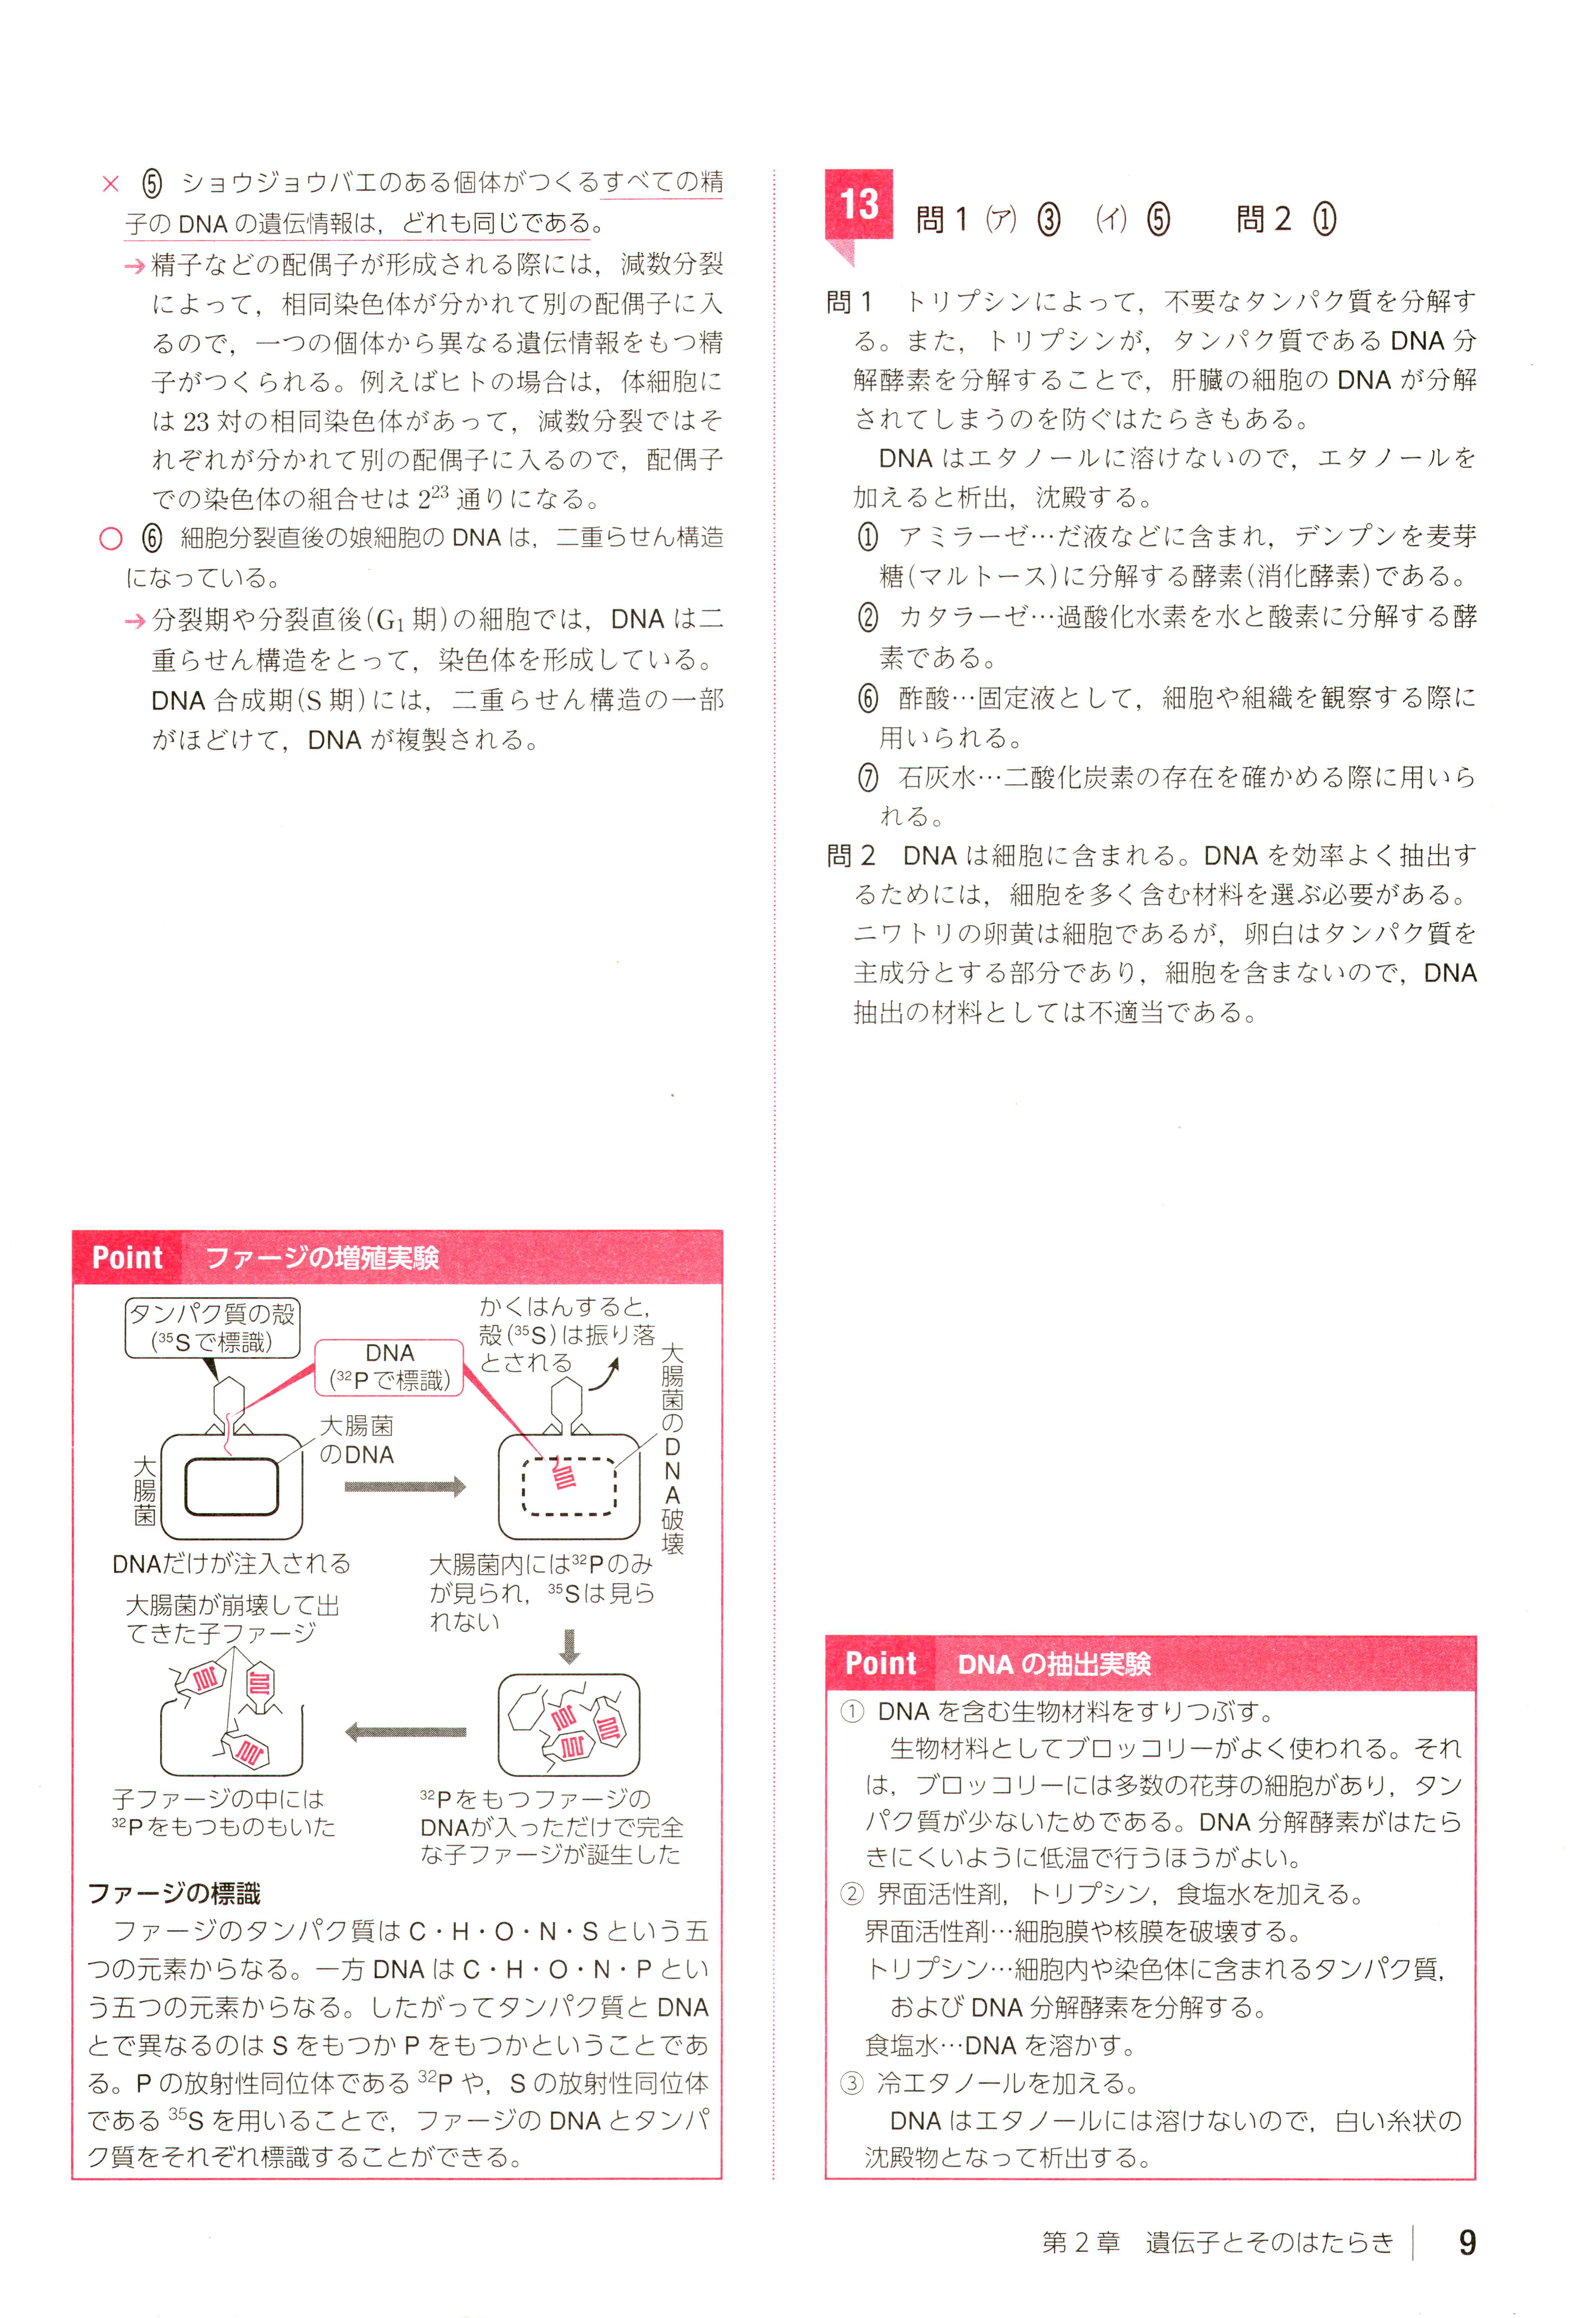 × ⑤ ショウジョウバエのある個体がつくるすべての精
子の DNA の遺伝情報は，どれも同じである。
→精子などの配偶子が形成される際には，減数分裂
によって，相同染色体が分かれて別の配偶子に入
るので，一つの個体から異なる遺伝情報をもつ精
子がつくられる。例えばヒトの場合は，体細胞に
は 23 対の相同染色体があって，減数分裂ではそ
れぞれが分かれて別の配偶子に入るので，配偶子
での染色体の組合せは 2²³ 通りになる。
○ ⑥ 細胞分裂直後の娘細胞の DNA は，二重らせん構造
になっている。
→分裂期や分裂直後(G₁ 期)の細胞では，DNA は二
重らせん構造をとって，染色体を形成している。
DNA 合成期(S 期)には，二重らせん構造の一部
がほどけて，DNA が複製される。
Point ファージの増殖実験
タンパク質の殻
(³⁵Sで標識)
DNA
(³²Pで標識)
かくはんすると，
殻(³⁵S)は振り落
とされる
大腸菌のDNA破壊
大腸菌
のDNA
大腸菌
DNAだけが注入される
大腸菌内には³²Pのみ
が見られ，³⁵Sは見ら
れない
大腸菌が崩壊して出
てきた子ファージ
子ファージの中には
³²Pをもつものもいた
³²Pをもつファージの
DNAが入っただけで完全
な子ファージが誕生した
ファージの標識
ファージのタンパク質は C・H・O・N・S という五
つの元素からなる。一方 DNA は C・H・O・N・P とい
う五つの元素からなる。したがってタンパク質と DNA
とで異なるのは S をもつか P をもつかということであ
る。P の放射性同位体である ³²P や，S の放射性同位体
である ³⁵S を用いることで，ファージの DNA とタンパ
ク質をそれぞれ標識することができる。
13 問1 (ア) ③ (イ) ⑤ 問2 ①
問1 トリプシンによって，不要なタンパク質を分解す
る。また，トリプシンが，タンパク質である DNA 分
解酵素を分解することで，肝臓の細胞の DNA が分解
されてしまうのを防ぐはたらきもある。
DNA はエタノールに溶けないので，エタノールを
加えると析出，沈殿する。
① アミラーゼ…だ液などに含まれ，デンプンを麦芽
糖(マルトース)に分解する酵素(消化酵素)である。
② カタラーゼ…過酸化水素を水と酸素に分解する酵
素である。
⑥ 酢酸…固定液として，細胞や組織を観察する際に
用いられる。
⑦ 石灰水…二酸化炭素の存在を確かめる際に用いら
れる。
問2 DNA は細胞に含まれる。DNA を効率よく抽出す
るためには，細胞を多く含む材料を選ぶ必要がある。
ニワトリの卵黄は細胞であるが，卵白はタンパク質を
主成分とする部分であり，細胞を含まないので，DNA
抽出の材料としては不適当である。
Point DNA の抽出実験
① DNA を含む生物材料をすりつぶす。
生物材料としてブロッコリーがよく使われる。それ
は，ブロッコリーには多数の花芽の細胞があり，タン
パク質が少ないためである。DNA 分解酵素がはたら
きにくいように低温で行うほうがよい。
② 界面活性剤，トリプシン，食塩水を加える。
界面活性剤…細胞膜や核膜を破壊する。
トリプシン…細胞内や染色体に含まれるタンパク質，
および DNA 分解酵素を分解する。
食塩水…DNA を溶かす。
③ 冷エタノールを加える。
DNA はエタノールには溶けないので，白い糸状の
沈殿物となって析出する。
第2章 遺伝子とそのはたらき 9